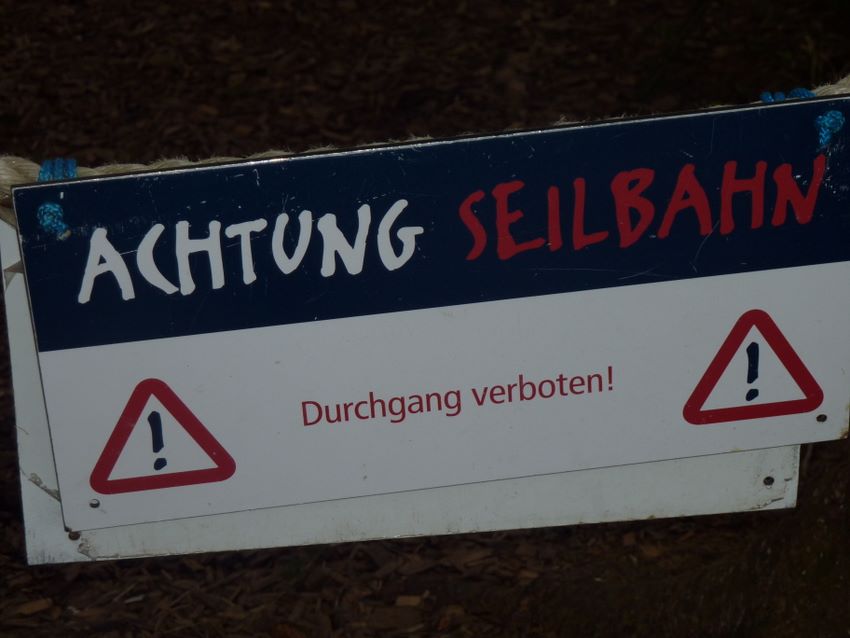 ACHTUNG SEILBAHN
Durchgang verboten!
! !